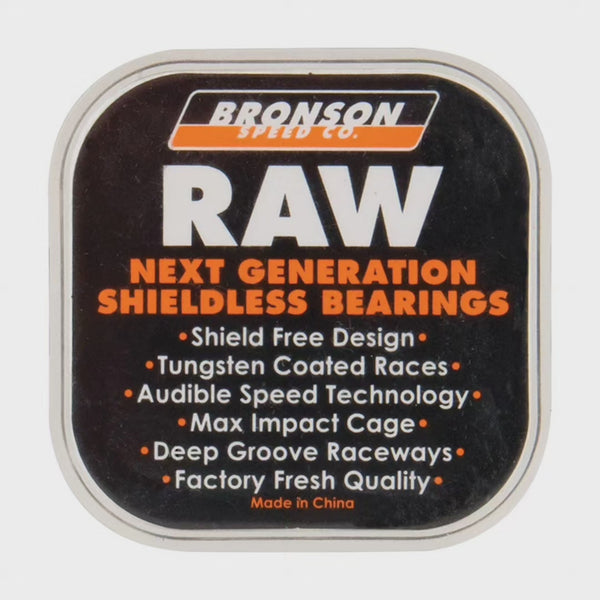 BRONSON
SPEED CO.
RAW
NEXT GENERATION
SHIELDLESS BEARINGS
•Shield Free Design•
•Tungsten Coated Races•
•Audible Speed Technology•
•Max Impact Cage•
•Deep Groove Raceways•
•Factory Fresh Quality•
Made in China